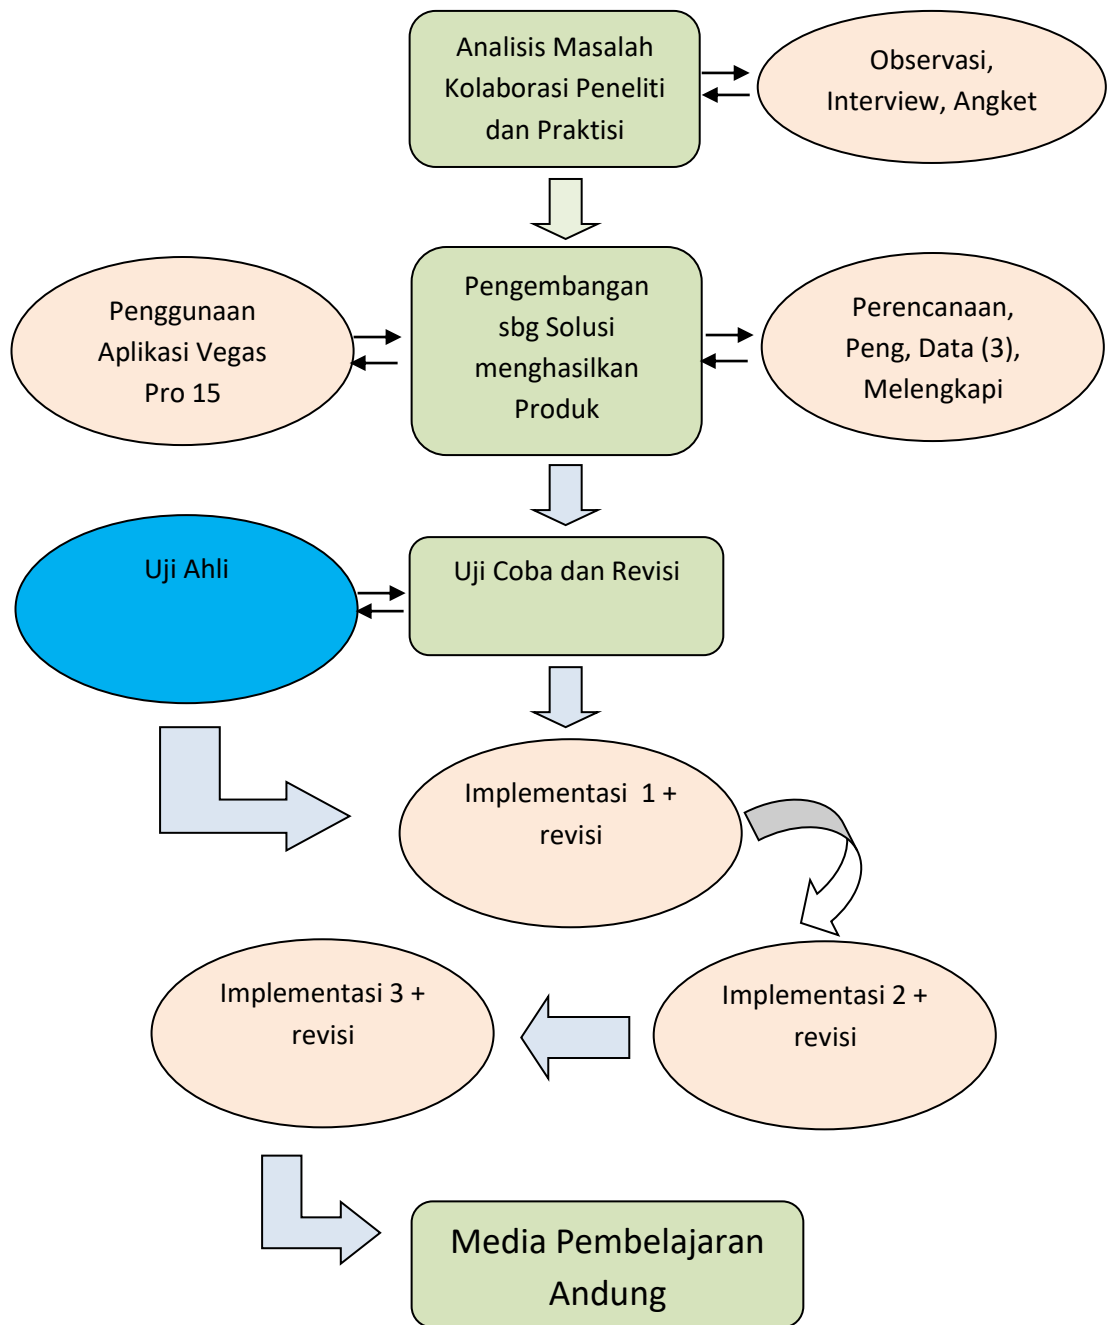 Analisis Masalah
Kolaborasi Peneliti
dan Praktisi
Observasi,
Interview, Angket
Penggunaan
Aplikasi Vegas
Pro 15
Pengembangan
sbg Solusi
menghasilkan
Produk
Perencanaan,
Peng, Data (3),
Melengkapi
Uji Ahli
Uji Coba dan Revisi
Implementasi 1 +
revisi
Implementasi 3 +
revisi
Implementasi 2 +
revisi
Media Pembelajaran
Andung